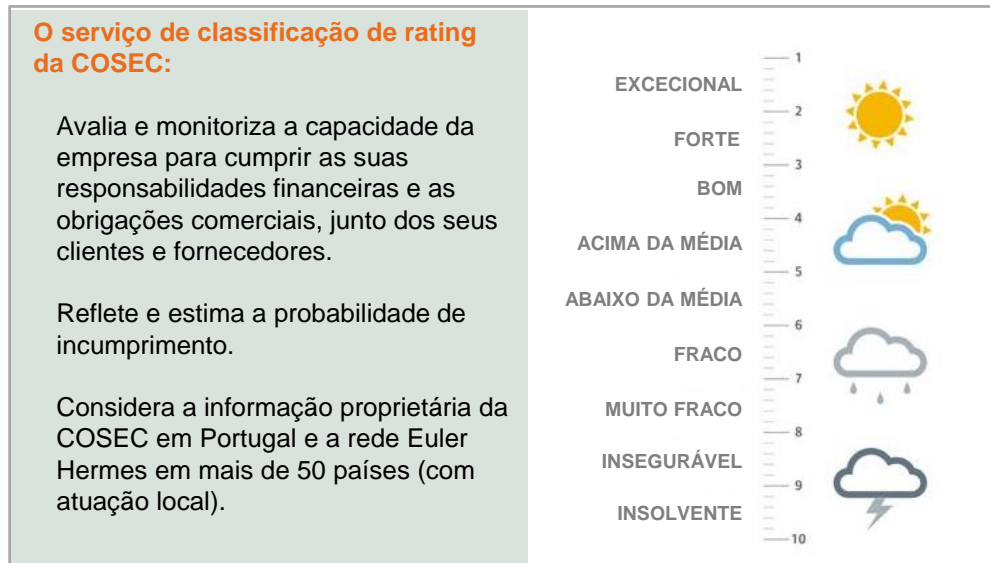 O serviço de classificação de rating
da COSEC:
Avalia e monitoriza a capacidade da
empresa para cumprir as suas
responsabilidades financeiras e as
obrigações comerciais, junto dos seus
clientes e fornecedores.
Reflete e estima a probabilidade de
incumprimento.
Considera a informação proprietária da
COSEC em Portugal e a rede Euler
Hermes em mais de 50 países (com
atuação local).
1
EXCECIONAL
2
FORTE
3
BOM
4
ACIMA DA MÉDIA
5
ABAIXO DA MÉDIA
6
FRACO
7
MUITO FRACO
8
INSEGURÁVEL
9
INSOLVENTE
10